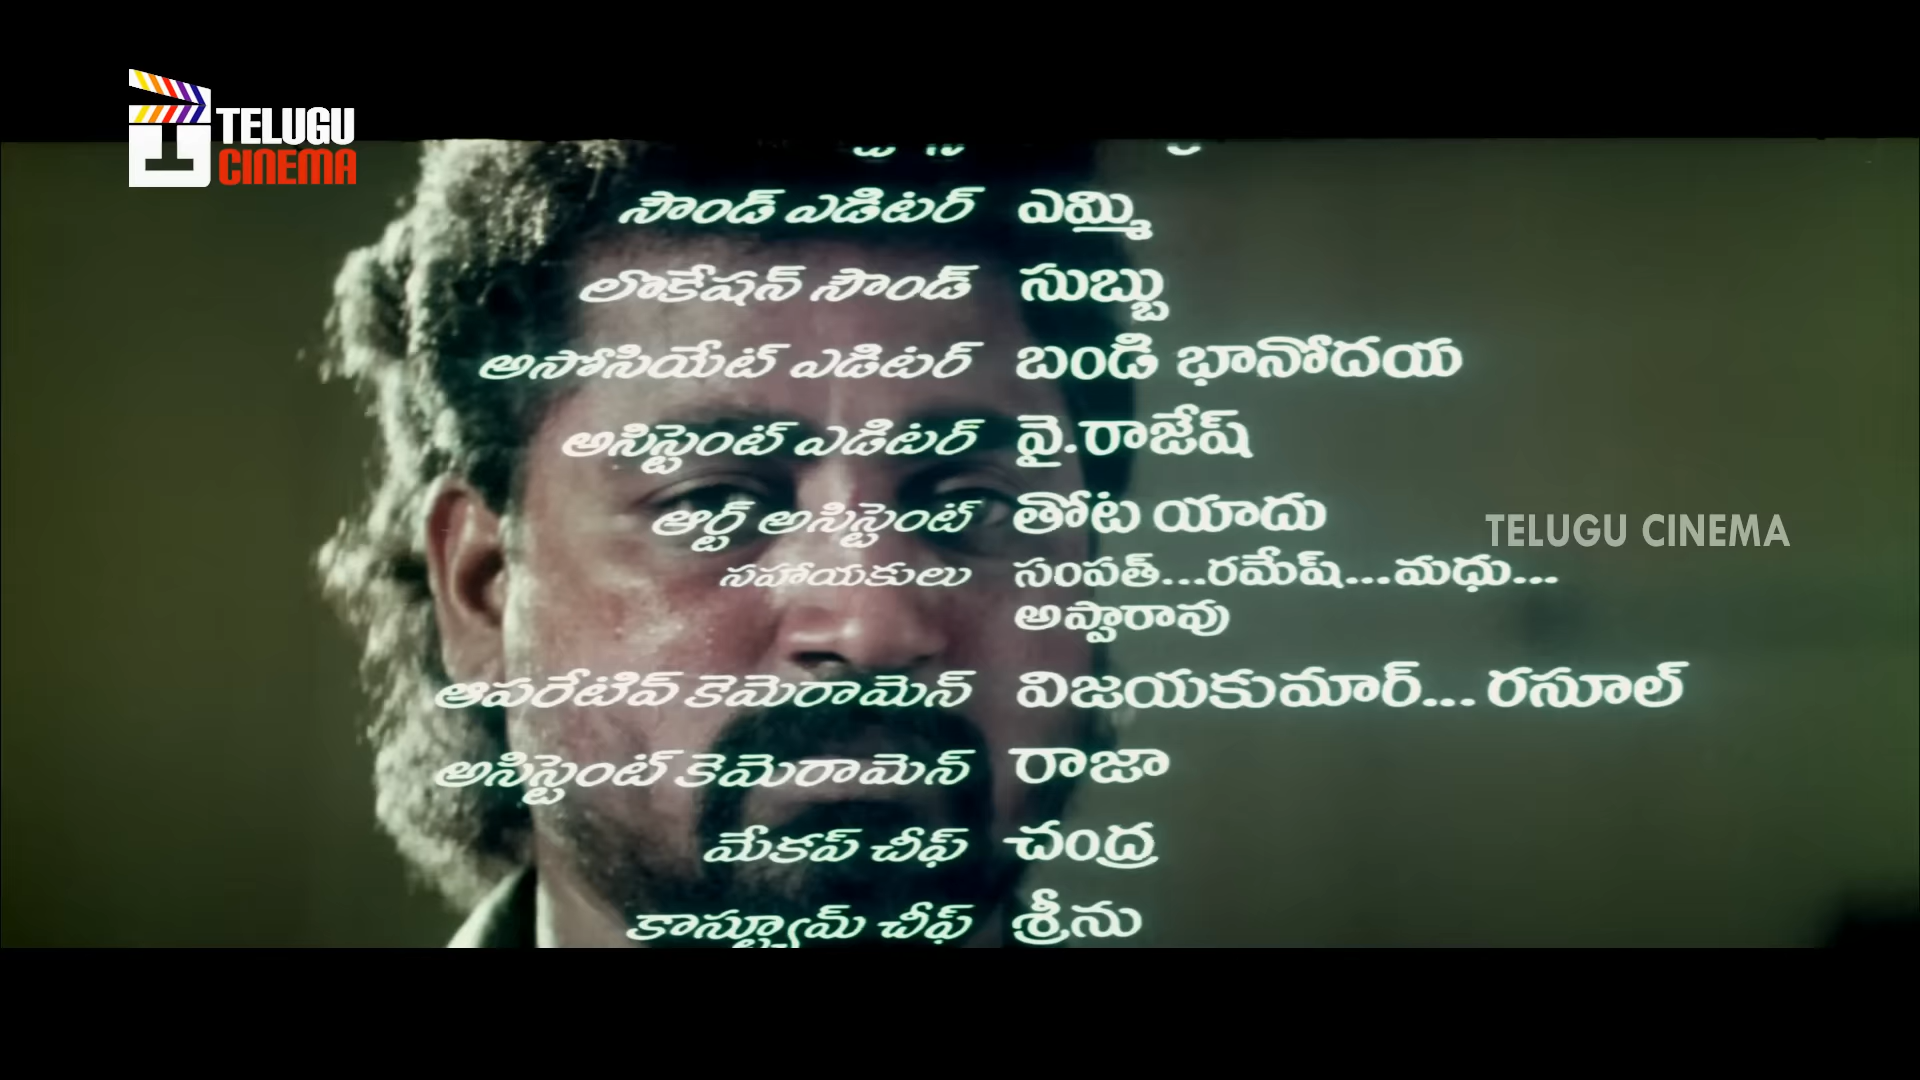 TELUGU
CINEMA
సౌండ్ ఎడిటర్ ఎమ్మి
లొకేషన్ సౌండ్ సుబ్బు
అసోసియేట్ ఎడిటర్ బండి భానోదయ
అసిస్టెంట్ ఎడిటర్ వై.రాజేష్
ఆర్ట్ అసిస్టెంట్ తోట యాదు
TELUGU CINEMA
సహాయకులు సంపత్...రమేష్...మధు...
అప్పారావు
ఆపరేటివ్ కెమెరామెన్ విజయకుమార్... రసూల్
అసిస్టెంట్ కెమెరామెన్ రాజా
మేకప్ చీఫ్ చంద్ర
కాస్ట్యూమ్ చీఫ్ శ్రీను